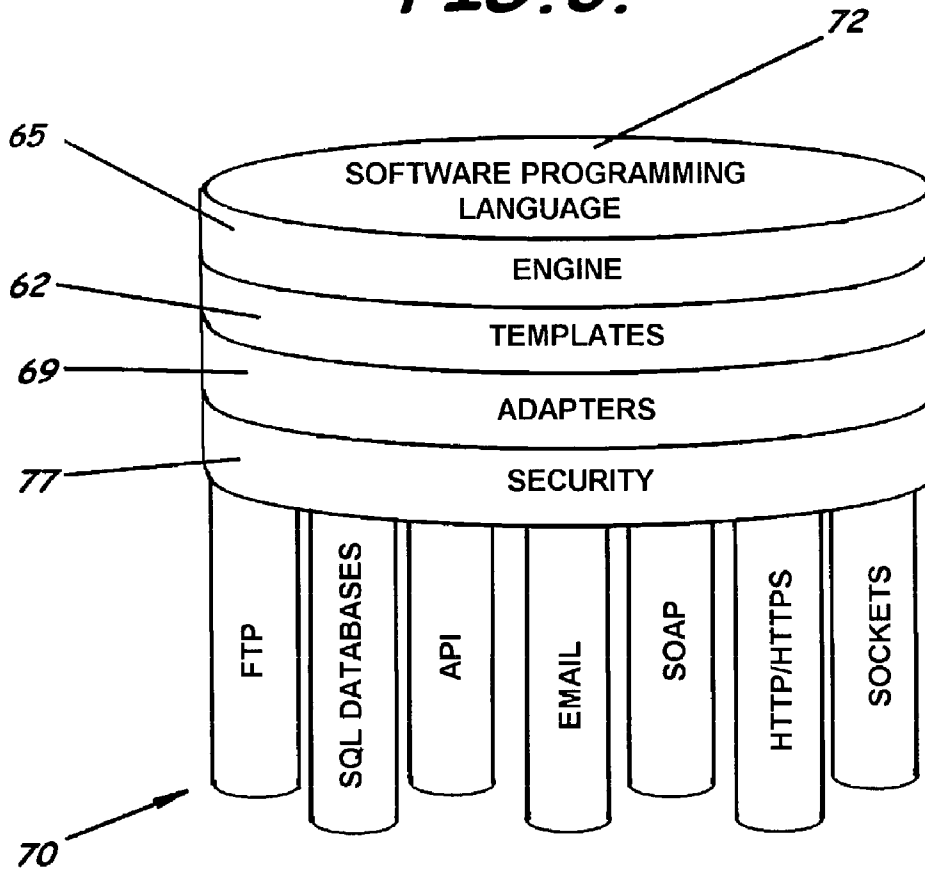 72
65
SOFTWARE PROGRAMMING
LANGUAGE
ENGINE
62
TEMPLATES
69
ADAPTERS
77
SECURITY
FTP
SQL DATABASES
API
EMAIL
SOAP
HTTP/HTTPS
SOCKETS
70